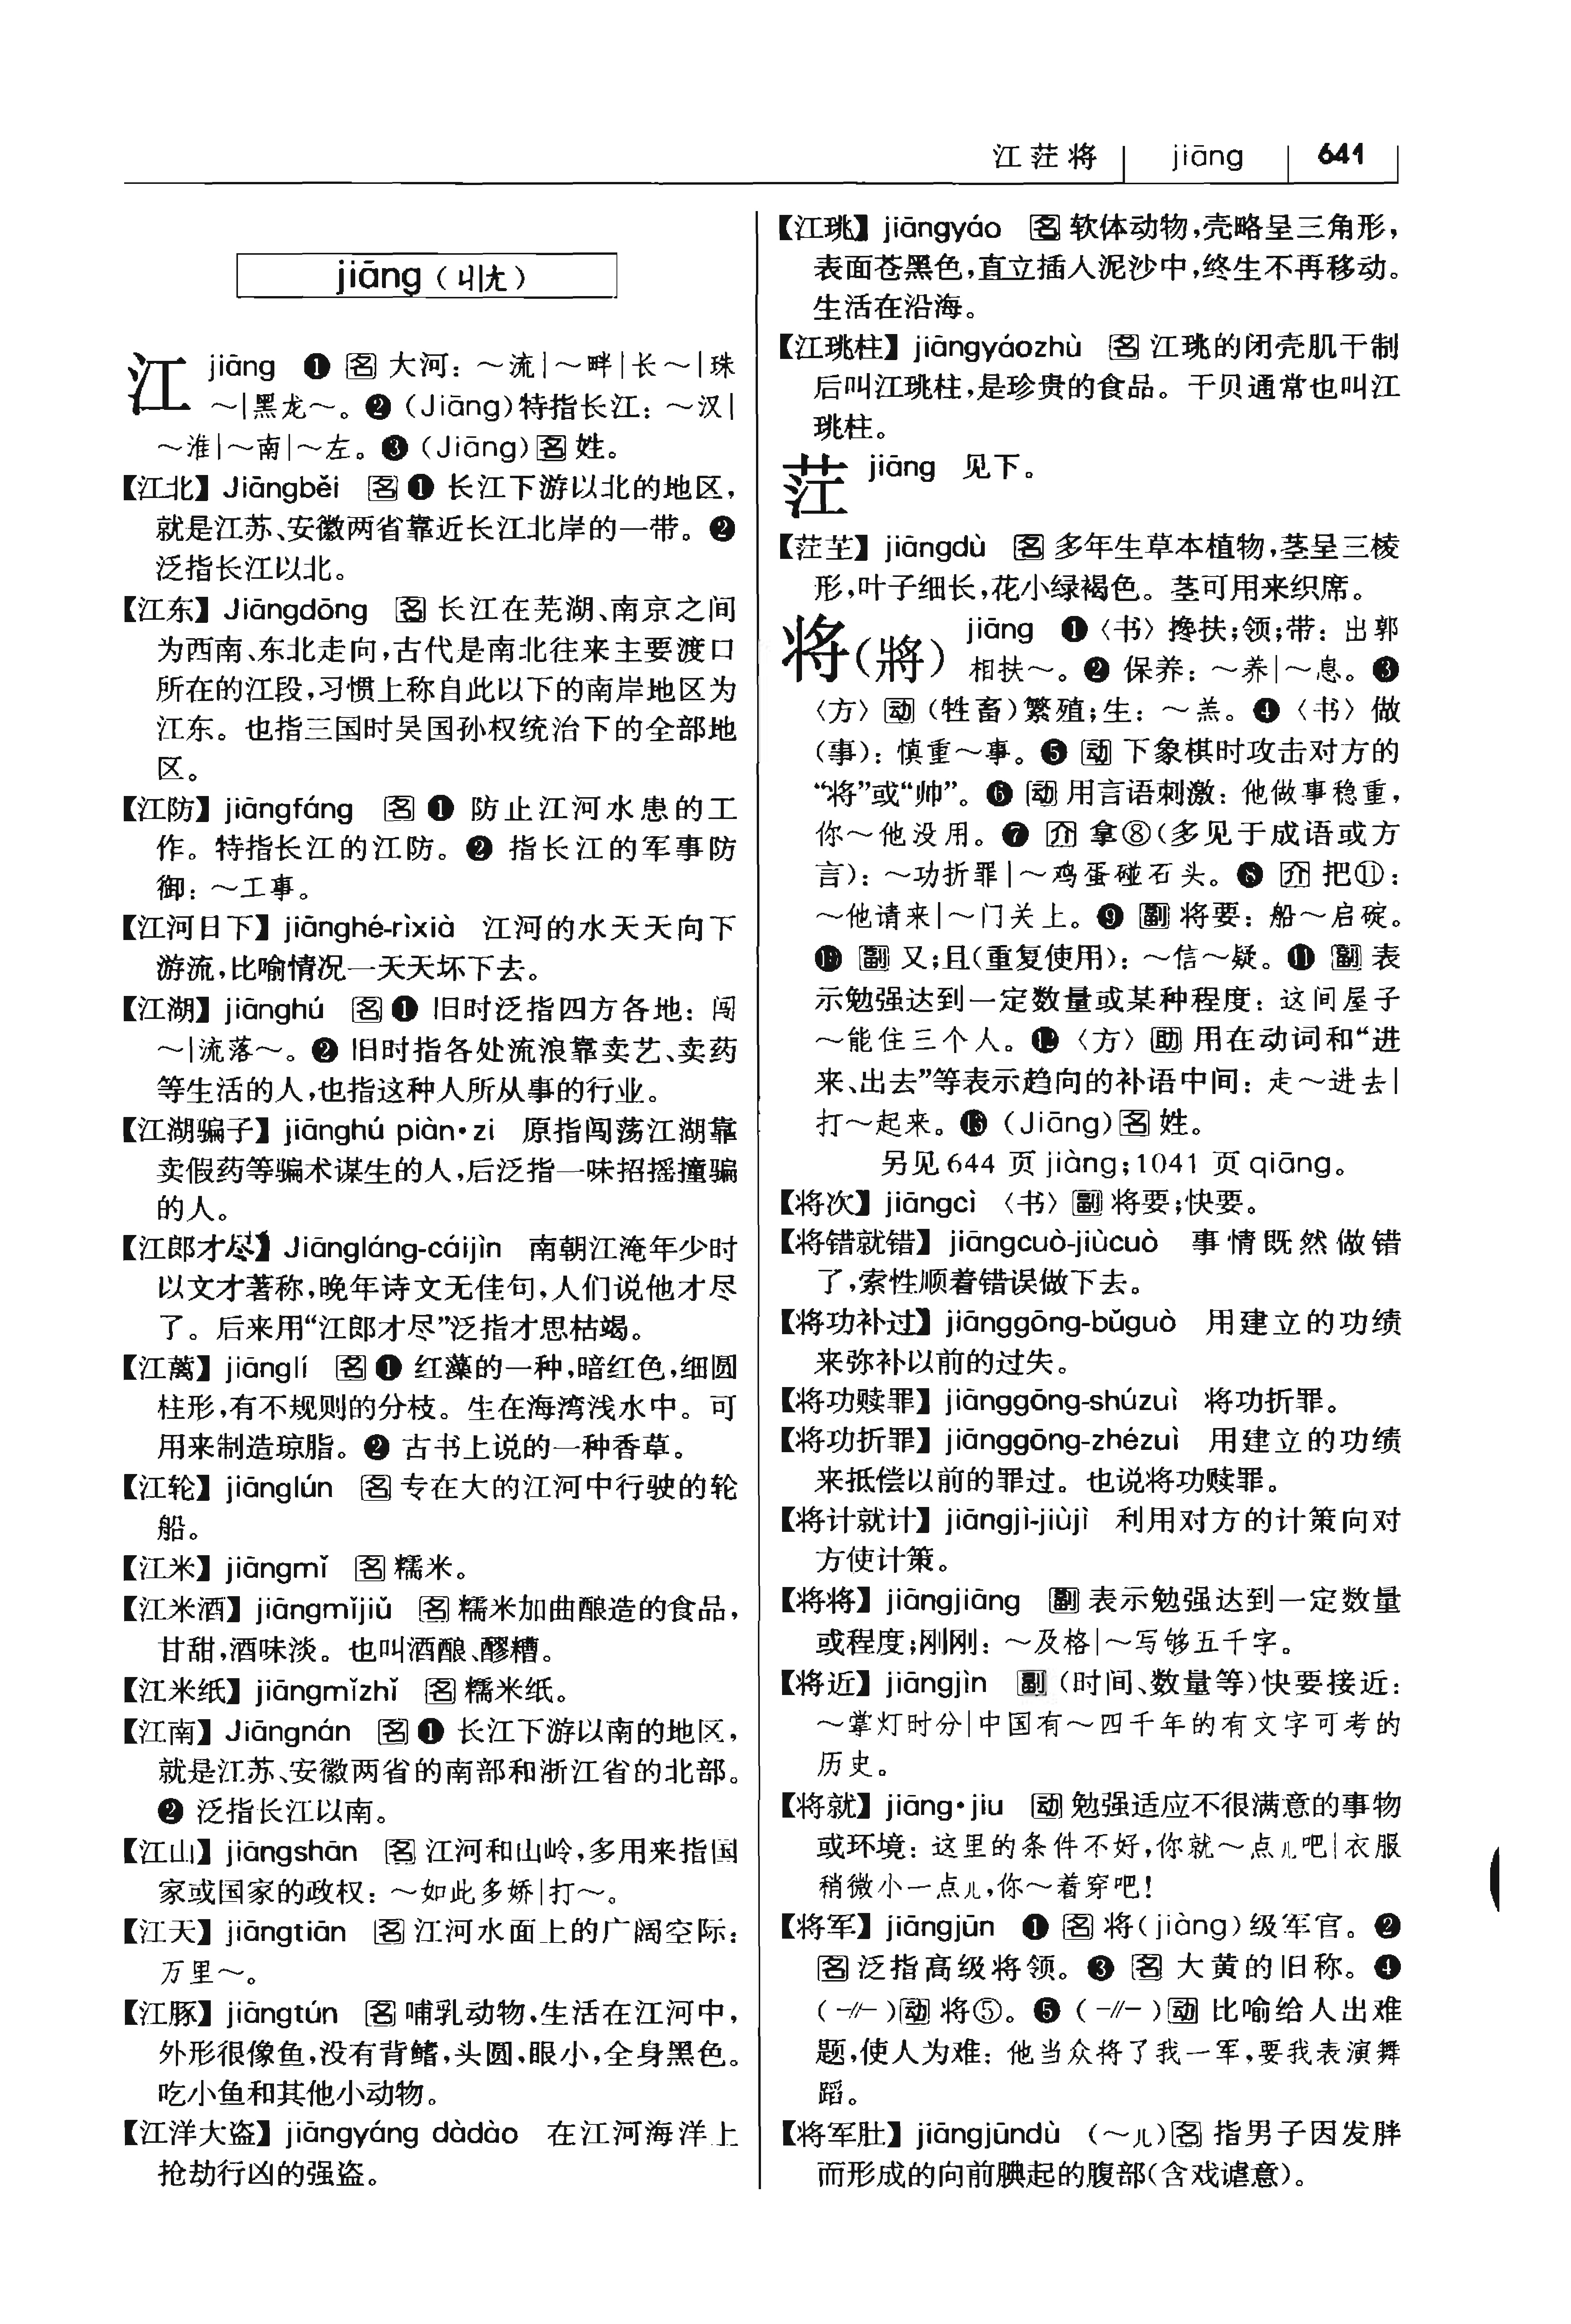 江茳将 jiāng 641
jiāng（ㄐㄧㄤ）
江 jiāng ❶ 名 大河：～流|～畔|长～|珠
～|黑龙～。❷（Jiāng）特指长江：～汉|
～淮|～南|～左。❸（Jiāng）名 姓。
【江北】Jiāngběi 名 ❶ 长江下游以北的地区，
就是江苏、安徽两省靠近长江北岸的一带。❷
泛指长江以北。
【江东】Jiāngdōng 名 长江在芜湖、南京之间
为西南、东北走向，古代是南北往来主要渡口
所在的江段，习惯上称自此以下的南岸地区为
江东。也指三国时吴国孙权统治下的全部地
区。
【江防】jiāngfáng 名 ❶ 防止江河水患的工
作。特指长江的江防。❷ 指长江的军事防
御：～工事。
【江河日下】jiānghé-rìxià 江河的水天天向下
游流，比喻情况一天天坏下去。
【江湖】jiānghú 名 ❶ 旧时泛指四方各地：闯
～|流落～。❷ 旧时指各处流浪靠卖艺、卖药
等生活的人，也指这种人所从事的行业。
【江湖骗子】jiānghú piàn·zi 原指闯荡江湖靠
卖假药等骗术谋生的人，后泛指一味招摇撞骗
的人。
【江郎才尽】Jiāngláng-cáijìn 南朝江淹年少时
以文才著称，晚年诗文无佳句，人们说他才尽
了。后来用“江郎才尽”泛指才思枯竭。
【江蓠】jiānglí 名 ❶ 红藻的一种，暗红色，细圆
柱形，有不规则的分枝。生在海湾浅水中。可
用来制造琼脂。❷ 古书上说的一种香草。
【江轮】jiānglún 名 专在大的江河中行驶的轮
船。
【江米】jiāngmǐ 名 糯米。
【江米酒】jiāngmǐjiǔ 名 糯米加曲酿造的食品，
甘甜，酒味淡。也叫酒酿、醪糟。
【江米纸】jiāngmǐzhǐ 名 糯米纸。
【江南】Jiāngnán 名 ❶ 长江下游以南的地区，
就是江苏、安徽两省的南部和浙江省的北部。
❷ 泛指长江以南。
【江山】jiāngshān 名 江河和山岭，多用来指国
家或国家的政权：～如此多娇|打～。
【江天】jiāngtiān 名 江河水面上的广阔空际：
万里～。
【江豚】jiāngtún 名 哺乳动物，生活在江河中，
外形很像鱼，没有背鳍，头圆，眼小，全身黑色。
吃小鱼和其他小动物。
【江洋大盗】jiāngyáng dàdào 在江河海洋上
抢劫行凶的强盗。
【江珧】jiāngyáo 名 软体动物，壳略呈三角形，
表面苍黑色，直立插入泥沙中，终生不再移动。
生活在沿海。
【江珧柱】jiāngyáozhù 名 江珧的闭壳肌干制
后叫江珧柱，是珍贵的食品。干贝通常也叫江
珧柱。
茳 jiāng 见下。
【茳芏】jiāngdù 名 多年生草本植物，茎呈三棱
形，叶子细长，花小绿褐色。茎可用来织席。
将（將） jiāng ❶〈书〉搀扶；领；带：出郭
相扶～。❷ 保养：～养|～息。❸
〈方〉动（牲畜）繁殖；生：～羔。❹〈书〉做
（事）：慎重～事。❺ 动 下象棋时攻击对方的
“将”或“帅”。❻ 动 用言语刺激：他做事稳重，
你～他没用。❼ 介 拿⑧（多见于成语或方
言）：～功折罪|～鸡蛋碰石头。❽ 介 把⑪：
～他请来|～门关上。❾ 副 将要：船～启碇。
❿ 副 又；且（重复使用）：～信～疑。⓫ 副 表
示勉强达到一定数量或某种程度：这间屋子
～能住三个人。⓬〈方〉助 用在动词和“进
来、出去”等表示趋向的补语中间：走～进去|
打～起来。⓭（Jiāng）名 姓。
另见 644 页 jiàng；1041 页 qiāng。
【将次】jiāngcì 〈书〉副 将要；快要。
【将错就错】jiāngcuò-jiùcuò 事情既然做错
了，索性顺着错误做下去。
【将功补过】jiānggōng-bǔguò 用建立的功绩
来弥补以前的过失。
【将功赎罪】jiānggōng-shúzuì 将功折罪。
【将功折罪】jiānggōng-zhézuì 用建立的功绩
来抵偿以前的罪过。也说将功赎罪。
【将计就计】jiāngjì-jiùjì 利用对方的计策向对
方使计策。
【将将】jiāngjiāng 副 表示勉强达到一定数量
或程度；刚刚：～及格|～写够五千字。
【将近】jiāngjìn 副（时间、数量等）快要接近：
～掌灯时分|中国有～四千年的有文字可考的
历史。
【将就】jiāng·jiu 动 勉强适应不很满意的事物
或环境：这里的条件不好，你就～点儿吧|衣服
稍微小一点儿，你～着穿吧！
【将军】jiāngjūn ❶ 名 将（jiàng）级军官。❷
名 泛指高级将领。❸ 名 大黄的旧称。❹
（-//-）动 将⑤。❺（-//-）动 比喻给人出难
题，使人为难：他当众将了我一军，要我表演舞
蹈。
【将军肚】jiāngjūndù （～儿）名 指男子因发胖
而形成的向前腆起的腹部（含戏谑意）。